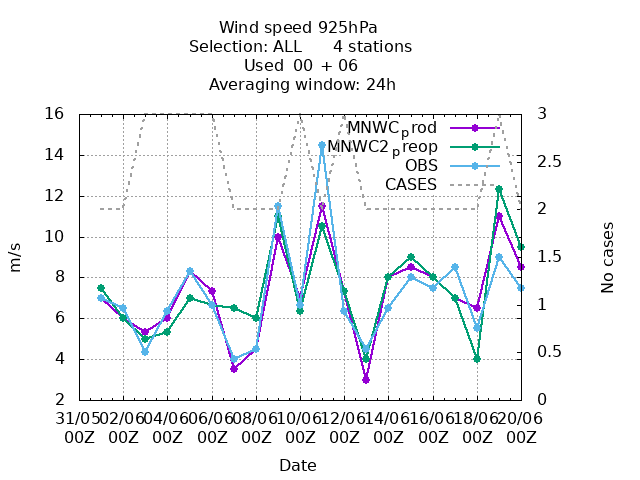 Wind speed 925hPa
Selection: ALL 4 stations
Used 00 + 06
Averaging window: 24h
16
14
12
10
8
6
4
2
3
2.5
2
1.5
1
0.5
0
m/s
No cases
MNWCprod
MNWC2preop
OBS
CASES
31/05 02/06 04/06 06/06 08/06 10/06 12/06 14/06 16/06 18/06 20/06
00Z 00Z 00Z 00Z 00Z 00Z 00Z 00Z 00Z 00Z 00Z
Date